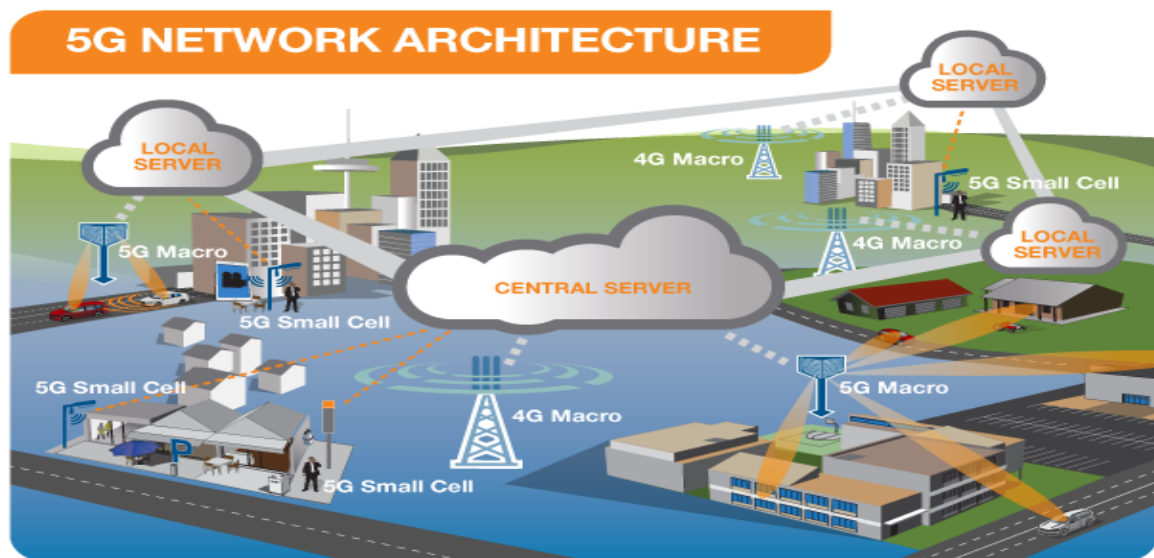 5G NETWORK ARCHITECTURE
LOCAL
SERVER
LOCAL
SERVER
4G Macro
5G Small Cell
5G Macro
4G Macro
LOCAL
SERVER
CENTRAL SERVER
5G Small Cell
5G Small Cell
5G Macro
4G Macro
P
5G Small Cell